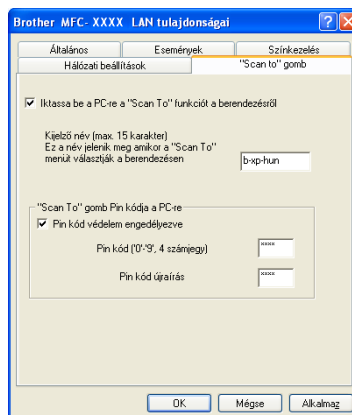 Brother MFC- XXXX LAN tulajdonságai
Általános Események Színkezelés
Hálózati beállítások "Scan to" gomb
Iktassa be a PC-re a "Scan To" funkciót a berendezésről
Kijelző név (max. 15 karakter)
Ez a név jelenik meg amikor a "Scan To"
menüt választják a berendezésen
b-xp-hun
"Scan To" gomb Pin kódja a PC-re
Pin kód védelem engedélyezve
Pin kód ('0'-'9', 4 számjegy) xxxx
Pin kód újraírás xxxx
OK Mégse Alkalmaz